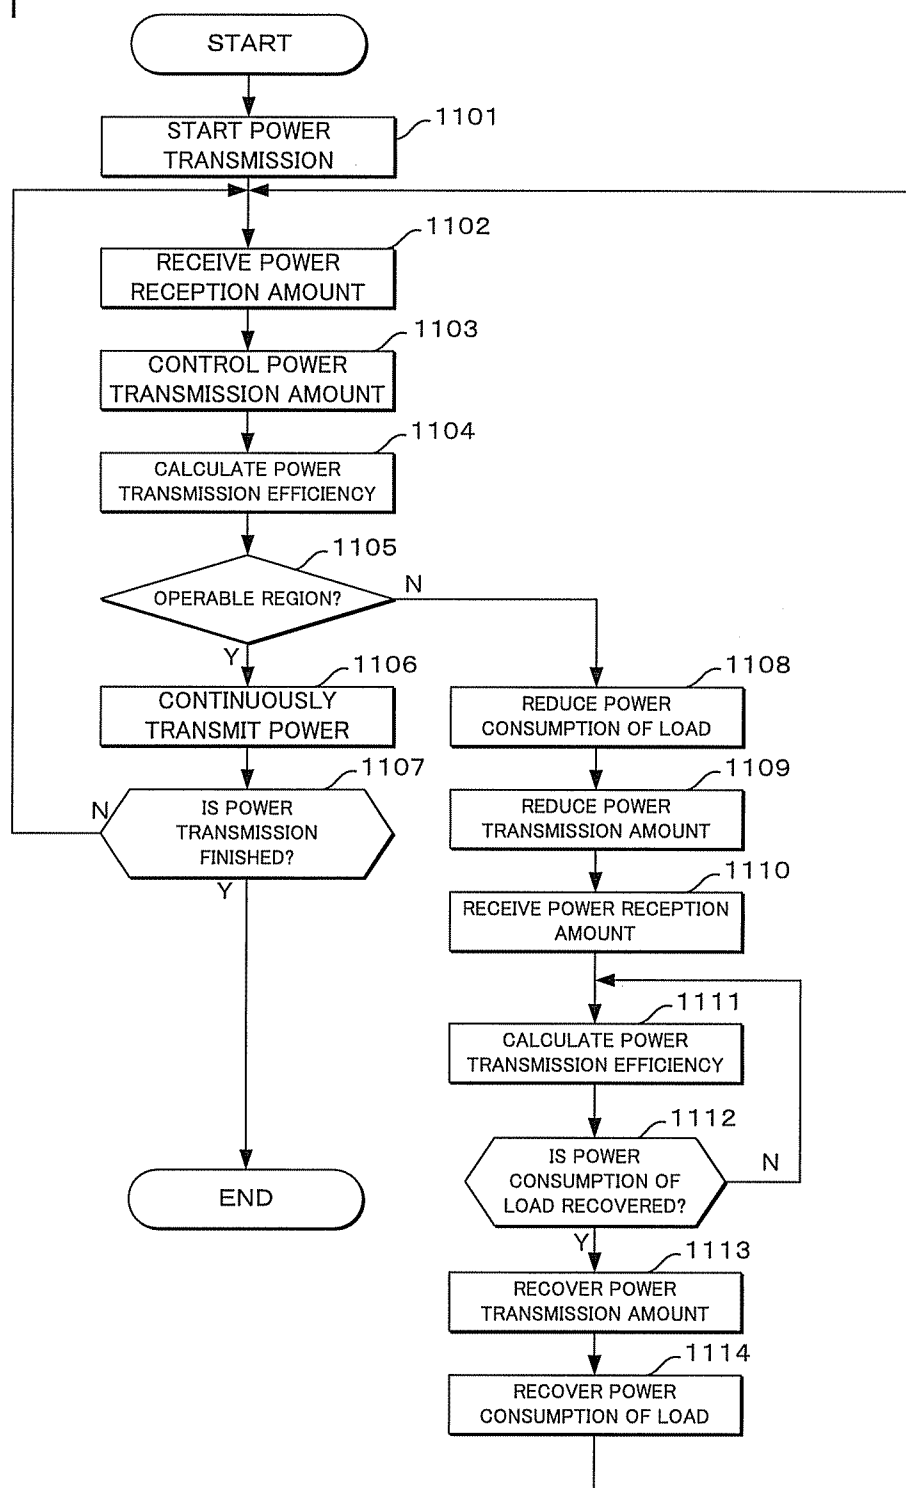 START
1101
START POWER
TRANSMISSION
1102
RECEIVE POWER
RECEPTION AMOUNT
1103
CONTROL POWER
TRANSMISSION AMOUNT
1104
CALCULATE POWER
TRANSMISSION EFFICIENCY
1105
OPERABLE REGION?
N
Y
1106
CONTINUOUSLY
TRANSMIT POWER
1107
N
IS POWER
TRANSMISSION
FINISHED?
Y
END
1108
REDUCE POWER
CONSUMPTION OF LOAD
1109
REDUCE POWER
TRANSMISSION AMOUNT
1110
RECEIVE POWER RECEPTION
AMOUNT
1111
CALCULATE POWER
TRANSMISSION EFFICIENCY
1112
IS POWER
CONSUMPTION OF
LOAD RECOVERED?
N
Y
1113
RECOVER POWER
TRANSMISSION AMOUNT
1114
RECOVER POWER
CONSUMPTION OF LOAD